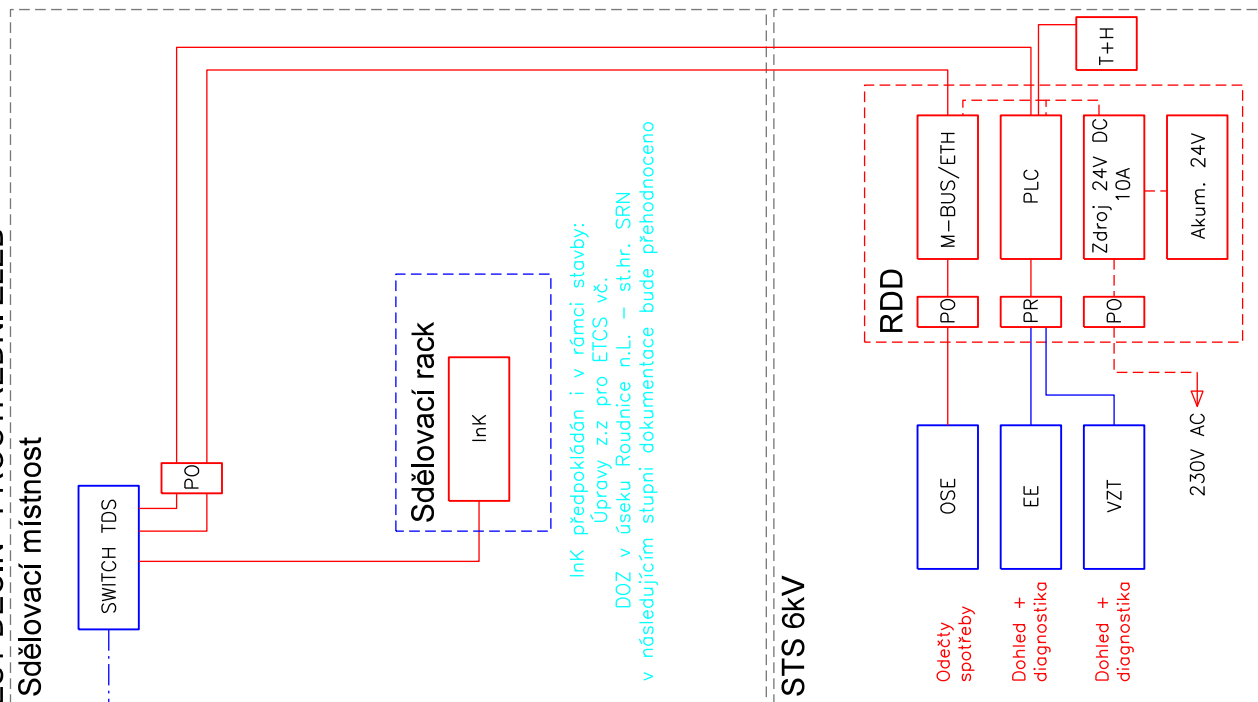 Sdělovací místnost
SWITCH TDS
PO
Sdělovací rack
InK
InK předpokládán i v rámci stavby:
Úpravy z.z pro ETCS vč.
DOZ v úseku Roudnice n.L. – st.hr. SRN
v následujícím stupni dokumentace bude přehodnoceno
STS 6kV
RDD
T+H
M-BUS/ETH
PLC
Zdroj 24V DC
10A
Akum. 24V
PO
PR
PO
230V AC
OSE
EE
VZT
Odečty
spotřeby
Dohled +
diagnostika
Dohled +
diagnostika